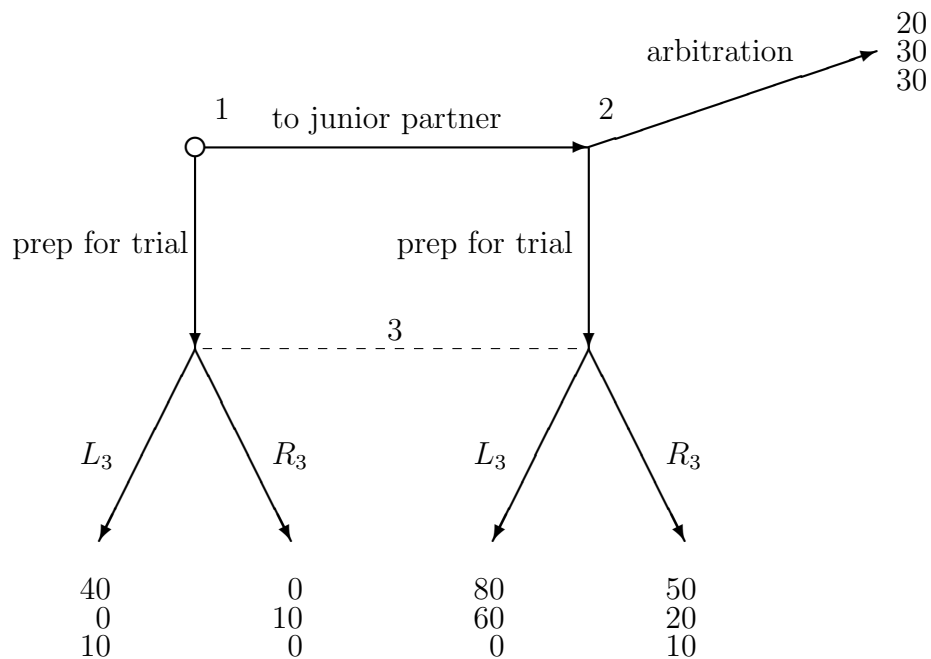 20
arbitration 30
30
1 to junior partner 2
prep for trial prep for trial
3
L3 R3 L3 R3
40 0 80 50
0 10 60 20
10 0 0 10